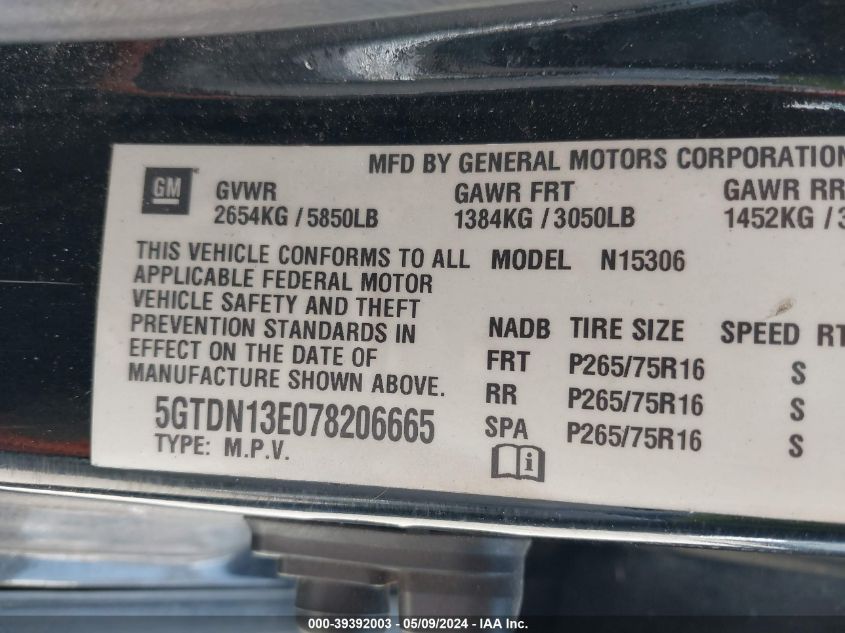 MFD BY GENERAL MOTORS CORPORATION
GM
GVWR GAWR FRT GAWR RR
2654KG / 5850LB 1384KG / 3050LB 1452KG / 3
THIS VEHICLE CONFORMS TO ALL
APPLICABLE FEDERAL MOTOR
VEHICLE SAFETY AND THEFT
PREVENTION STANDARDS IN
EFFECT ON THE DATE OF
MANUFACTURE SHOWN ABOVE.
5GTDN13E078206665
TYPE: M.P.V.
MODEL N15306
NADB TIRE SIZE SPEED RT
FRT P265/75R16 S
RR P265/75R16 S
SPA P265/75R16 S
i
000-39392003 - 05/09/2024 - IAA Inc.